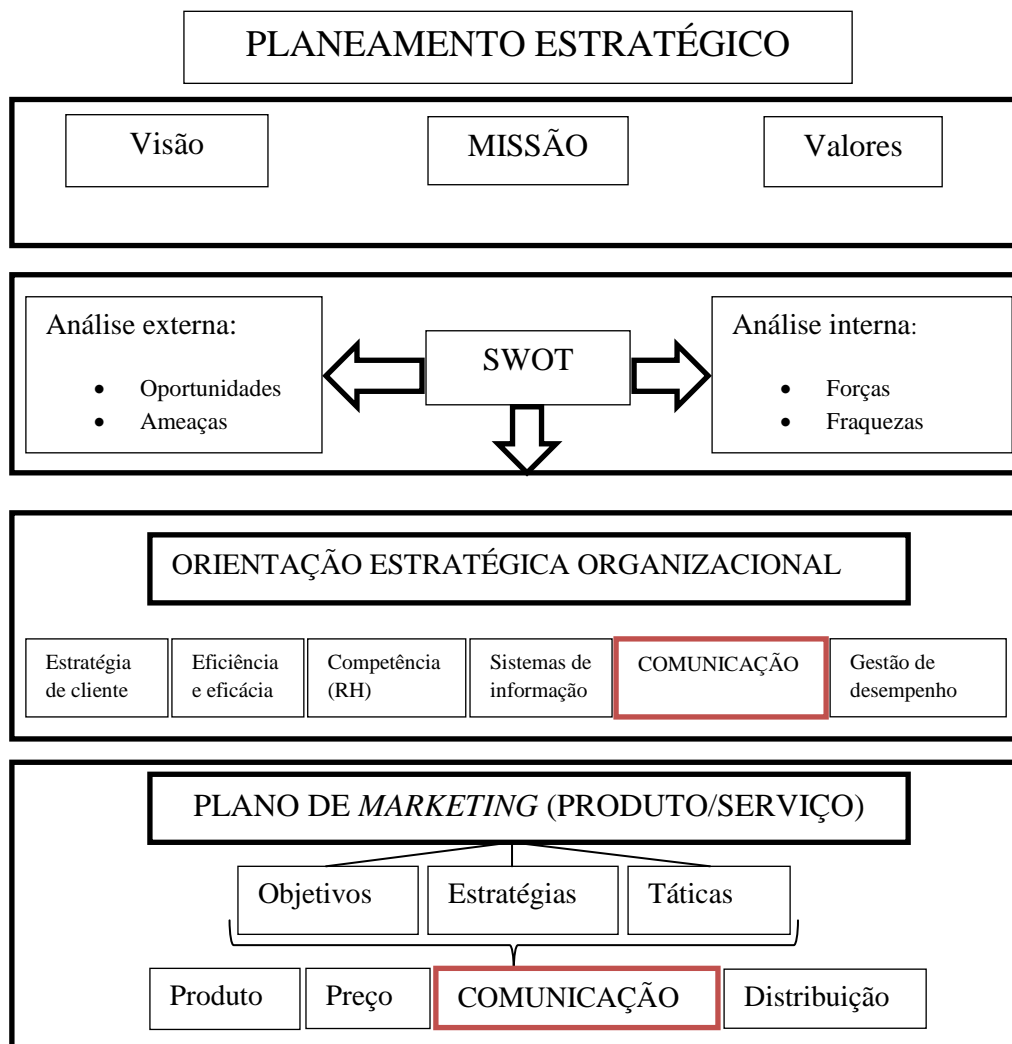 PLANEAMENTO ESTRATÉGICO
Visão
MISSÃO
Valores
Análise externa:
• Oportunidades
• Ameaças
SWOT
Análise interna:
• Forças
• Fraquezas
ORIENTAÇÃO ESTRATÉGICA ORGANIZACIONAL
Estratégia
de cliente
Eficiência
e eficácia
Competência
(RH)
Sistemas de
informação
COMUNICAÇÃO
Gestão de
desempenho
PLANO DE MARKETING (PRODUTO/SERVIÇO)
Objetivos
Estratégias
Táticas
Produto
Preço
COMUNICAÇÃO
Distribuição